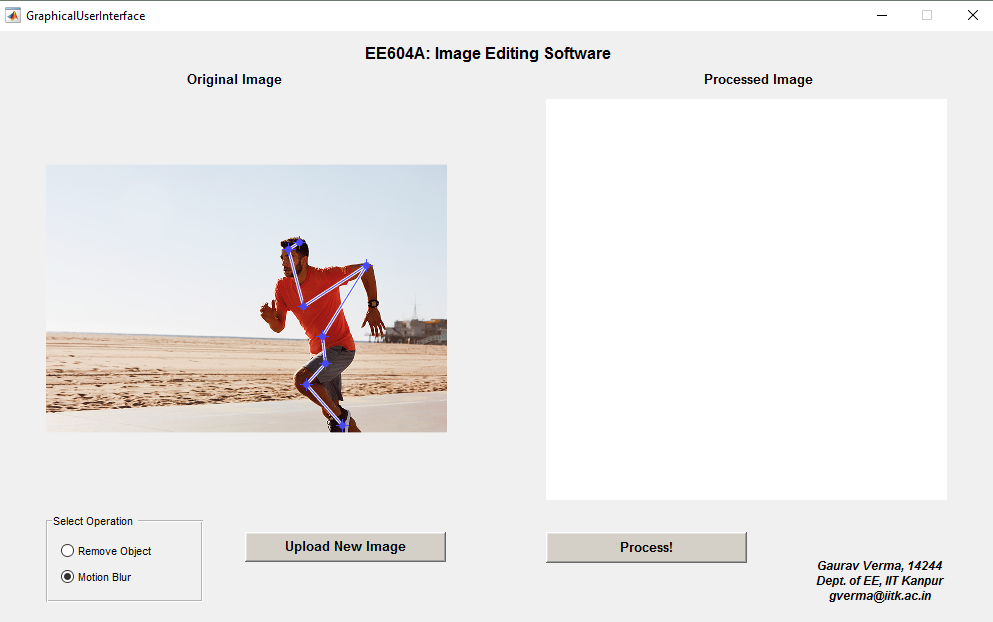 GraphicalUserInterface
EE604A: Image Editing Software
Original Image
Processed Image
Select Operation
Remove Object
Motion Blur
Upload New Image
Process!
Gaurav Verma, 14244
Dept. of EE, IIT Kanpur
gverma@iitk.ac.in